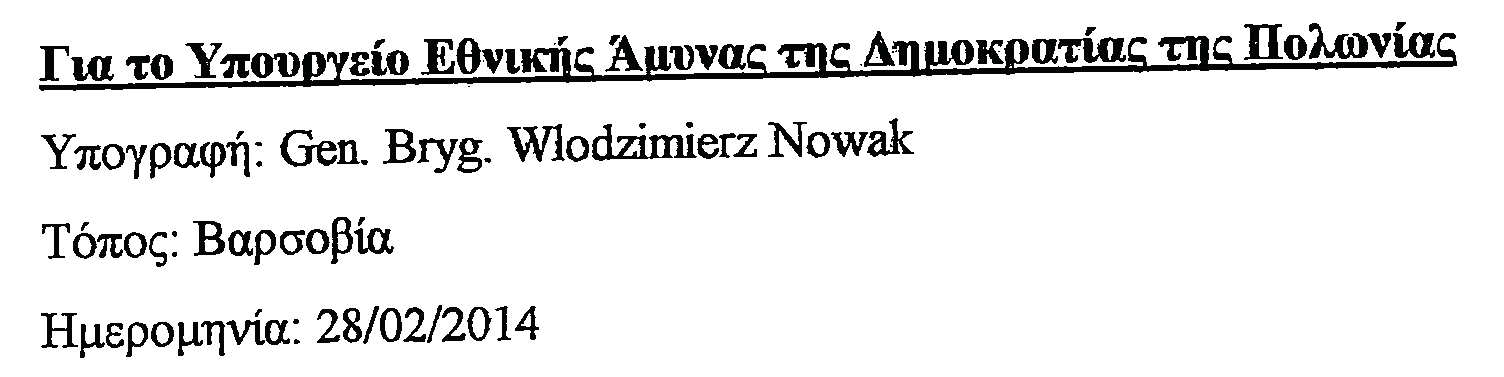 Για το Υπουργείο Εθνικής Άμυνας της Δημοκρατίας της Πολωνίας
Υπογραφή: Gen. Bryg. Wlodzimierz Nowak
Τόπος: Βαρσοβία
Ημερομηνία: 28/02/2014